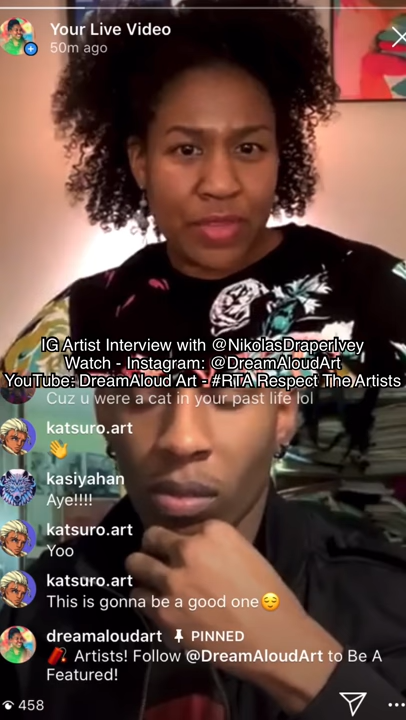 Your Live Video
50m ago
IG Artist Interview with @NikolasDraperIvey
Watch - Instagram: @DreamAloudArt
YouTube: DreamAloud Art - #RTA Respect The Artists
Cuz u were a cat in your past life lol
katsuro.art
👋
kasiyahan
Aye!!!!
katsuro.art
Yoo
katsuro.art
This is gonna be a good one😌
dreamaloudart 📌 PINNED
🧨 Artists! Follow @DreamAloudArt to Be A
Featured!
458